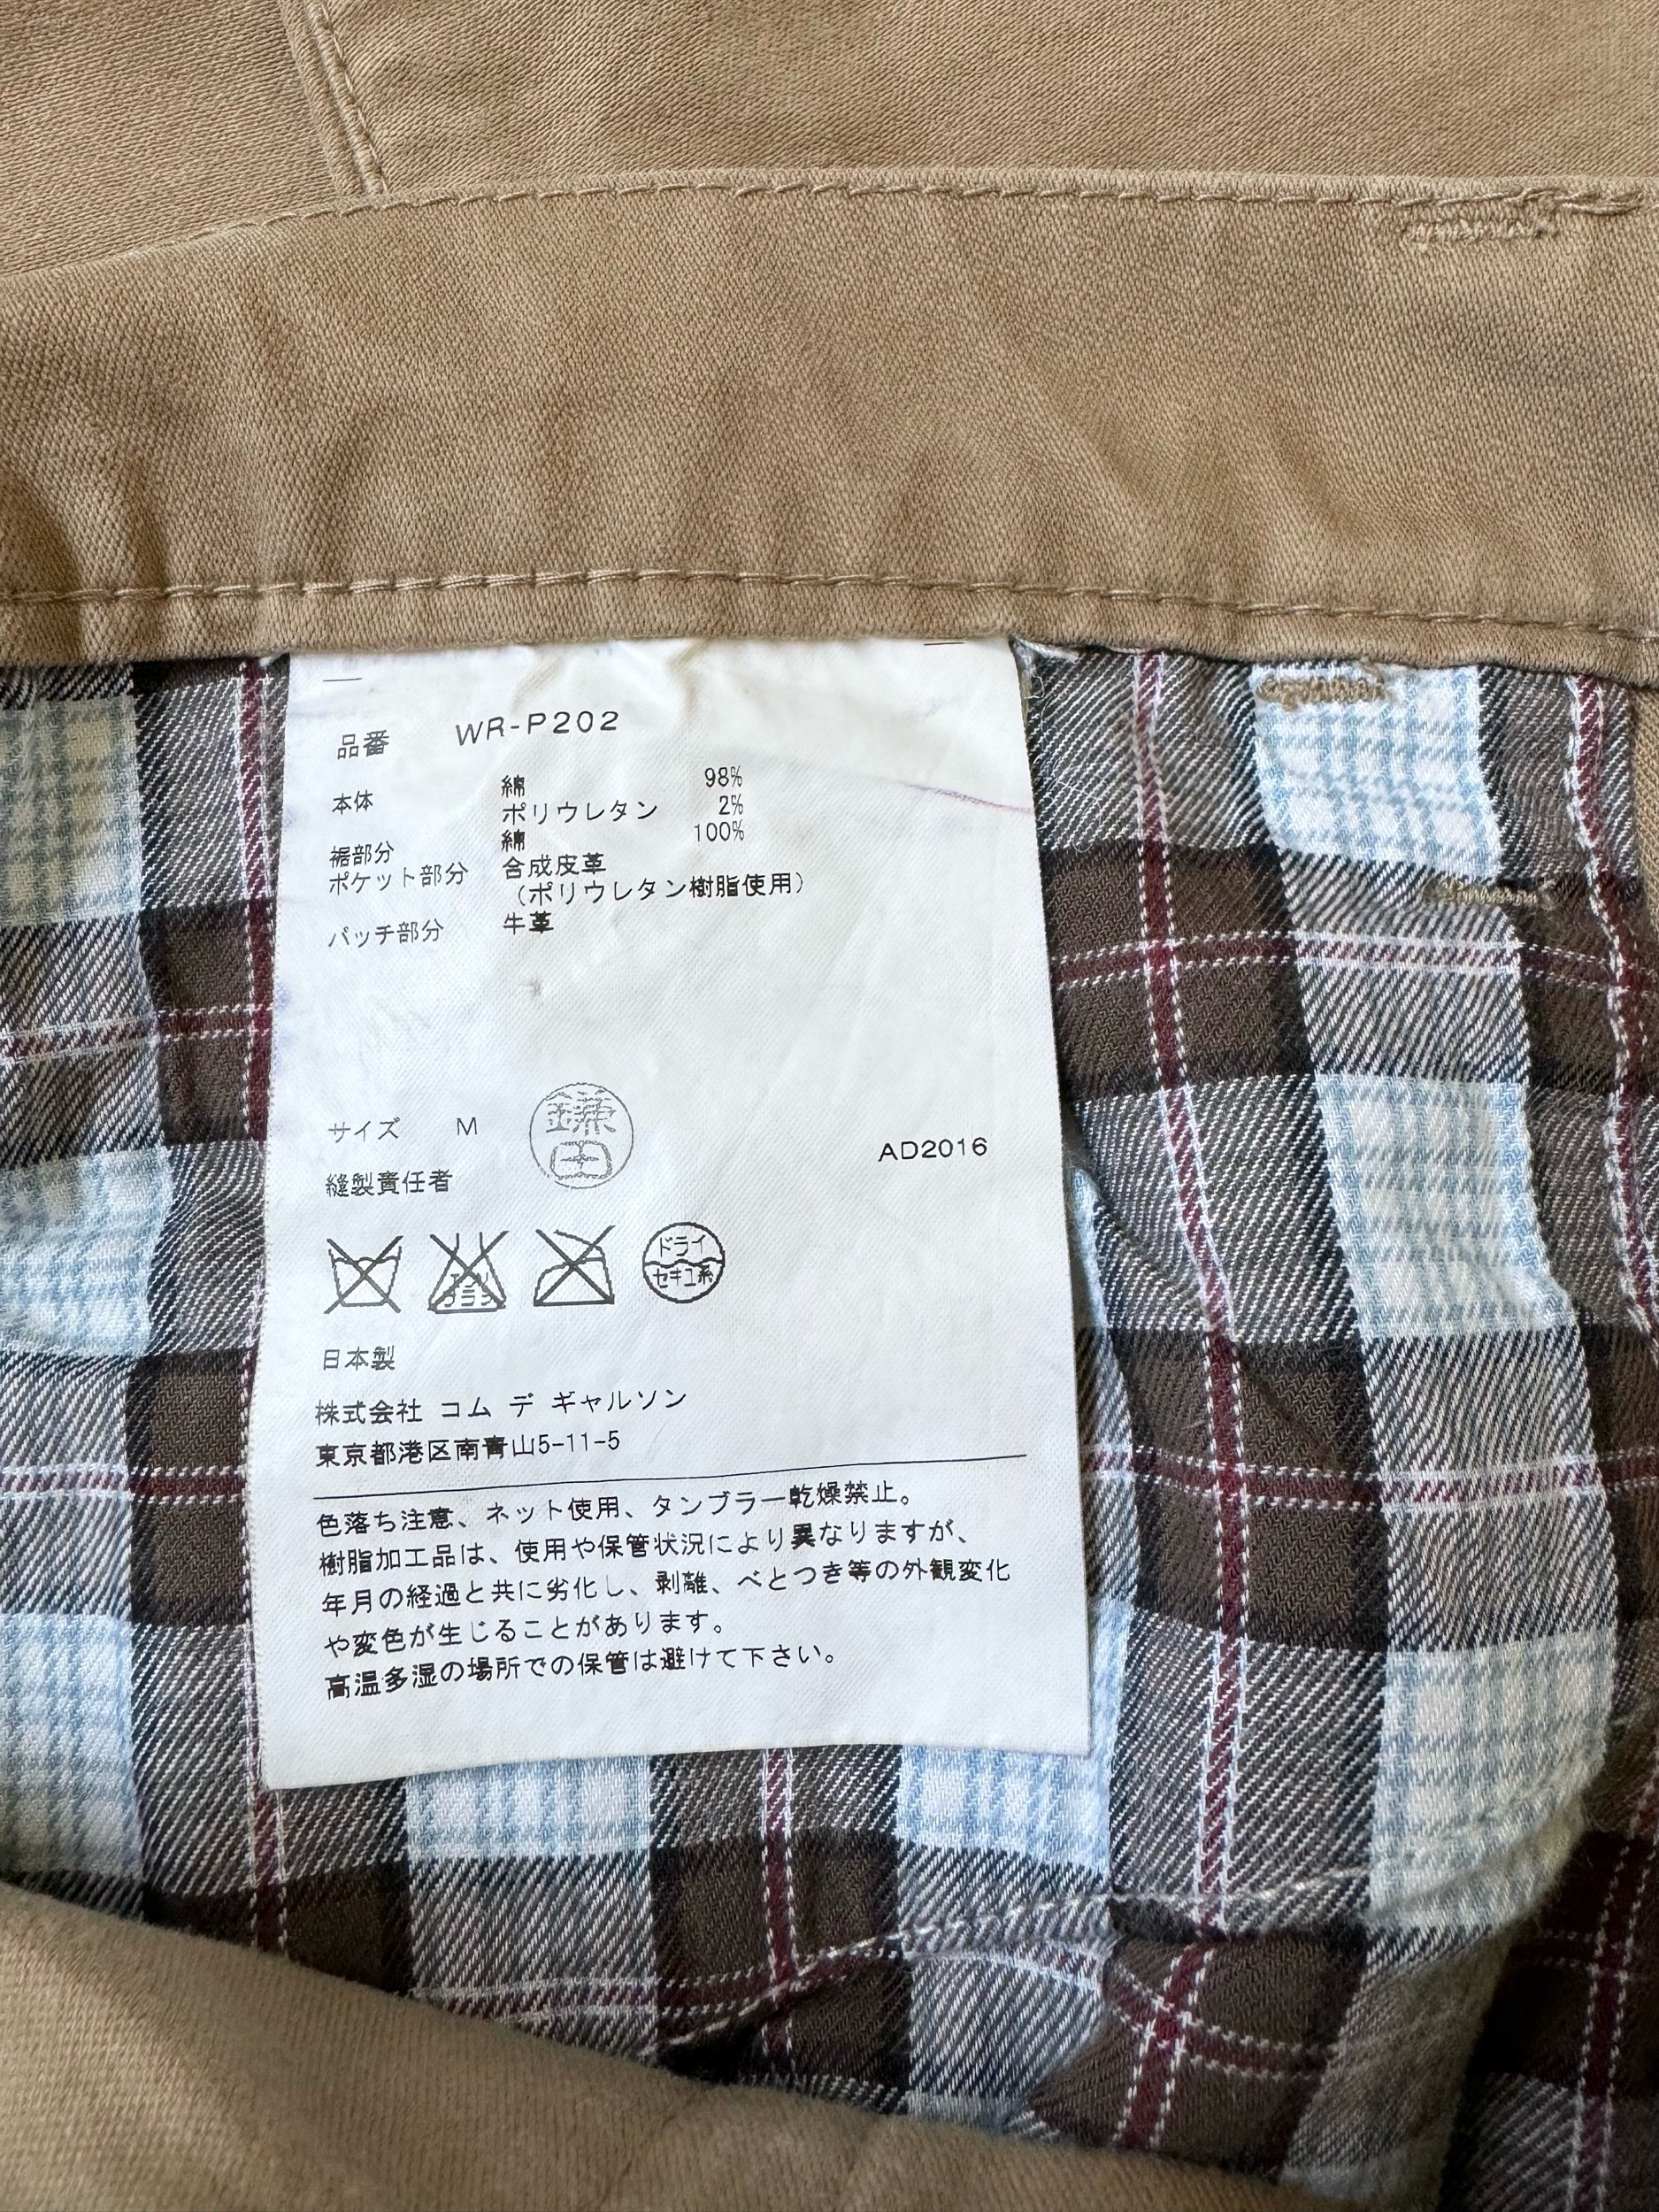 品番 WR-P202
本体 綿 98%
ポリウレタン 2%
裾部分 綿 100%
ポケット部分 合成皮革
（ポリウレタン樹脂使用）
パッチ部分 牛革
サイズ M
鎌田
AD2016
縫製責任者
エンソ
サラシ
ドライ
セキユ系
日本製
株式会社 コム デ ギャルソン
東京都港区南青山5-11-5
色落ち注意、ネット使用、タンブラー乾燥禁止。
樹脂加工品は、使用や保管状況により異なりますが、
年月の経過と共に劣化し、剥離、べとつき等の外観変化
や変色が生じることがあります。
高温多湿の場所での保管は避けて下さい。